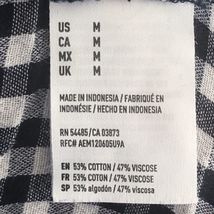 US M
CA M
MX M
UK M
MADE IN INDONESIA / FABRIQUÉ EN
INDONÉSIE / HECHO EN INDONESIA
RN 54485/CA 03873
RFC# AEM120605U9A
EN 53% COTTON / 47% VISCOSE
FR 53% COTON / 47% VISCOSE
SP 53% algodón / 47% viscosa